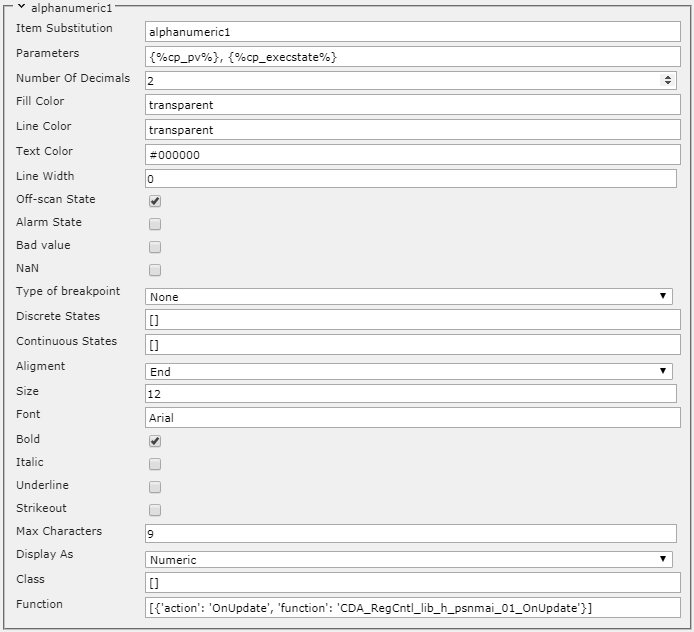 alphanumeric1
Item Substitution alphanumeric1
Parameters {%cp_pv%}, {%cp_execstate%}
Number Of Decimals 2
Fill Color transparent
Line Color transparent
Text Color #000000
Line Width 0
Off-scan State
Alarm State
Bad value
NaN
Type of breakpoint None
Discrete States []
Continuous States []
Aligment End
Size 12
Font Arial
Bold
Italic
Underline
Strikeout
Max Characters 9
Display As Numeric
Class []
Function [{'action': 'OnUpdate', 'function': 'CDA_RegCntl_lib_h_psnmai_01_OnUpdate'}]